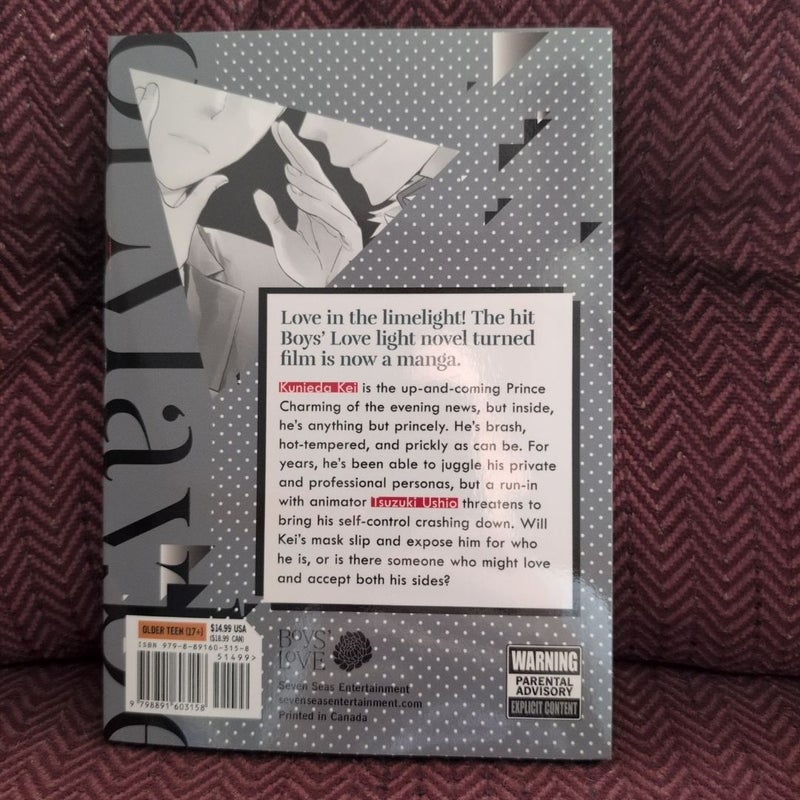 Only
Maybe
Love in the limelight! The hit
Boys' Love light novel turned
film is now a manga.
Kunieda Kei is the up-and-coming Prince
Charming of the evening news, but inside,
he's anything but princely. He's brash,
hot-tempered, and prickly as can be. For
years, he's been able to juggle his private
and professional personas, but a run-in
with animator Tsuzuki Ushio threatens to
bring his self-control crashing down. Will
Kei's mask slip and expose him for who
he is, or is there someone who might love
and accept both his sides?
OLDER TEEN (17+)
$14.99 USA
($18.99 CAN)
ISBN 979-8-89160-315-8
51499>
9 798891 603158
BOYS'
LOVE
Seven Seas Entertainment
sevenseasentertainment.com
Printed in Canada
WARNING
PARENTAL
ADVISORY
EXPLICIT CONTENT